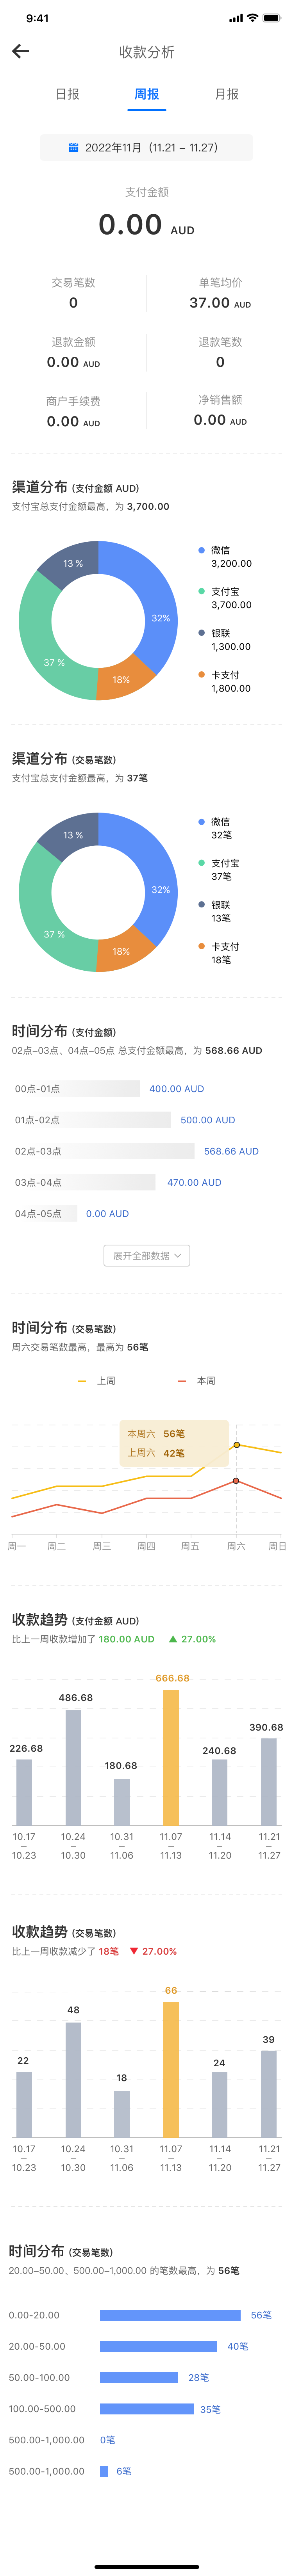 9:41
收款分析
日报 周报 月报
2022年11月（11.21 – 11.27）
支付金额
0.00 AUD
交易笔数 单笔均价
0 37.00 AUD
退款金额 退款笔数
0.00 AUD 0
商户手续费 净销售额
0.00 AUD 0.00 AUD
渠道分布 (支付金额 AUD)
支付宝总支付金额最高，为 3,700.00
13 %
32%
37 %
18%
微信
3,200.00
支付宝
3,700.00
银联
1,300.00
卡支付
1,800.00
渠道分布 (交易笔数)
支付宝总支付金额最高，为 37笔
13 %
32%
37 %
18%
微信
32笔
支付宝
37笔
银联
13笔
卡支付
18笔
时间分布 (支付金额)
02点–03点、04点–05点 总支付金额最高，为 568.66 AUD
00点-01点 400.00 AUD
01点-02点 500.00 AUD
02点-03点 568.66 AUD
03点-04点 470.00 AUD
04点-05点 0.00 AUD
展开全部数据
时间分布 (交易笔数)
周六交易笔数最高，最高为 56笔
上周 本周
本周六 56笔
上周六 42笔
周一 周二 周三 周四 周五 周六 周日
收款趋势 (支付金额 AUD)
比上一周收款增加了 180.00 AUD ▲ 27.00%
226.68 486.68 180.68 666.68 240.68 390.68
10.17 10.24 10.31 11.07 11.14 11.21
– – – – – –
10.23 10.30 11.06 11.13 11.20 11.27
收款趋势 (交易笔数)
比上一周收款减少了 18笔 ▼ 27.00%
22 48 18 66 24 39
10.17 10.24 10.31 11.07 11.14 11.21
– – – – – –
10.23 10.30 11.06 11.13 11.20 11.27
时间分布 (交易笔数)
20.00–50.00、500.00–1,000.00 的笔数最高，为 56笔
0.00-20.00 56笔
20.00-50.00 40笔
50.00-100.00 28笔
100.00-500.00 35笔
500.00-1,000.00 0笔
500.00-1,000.00 6笔